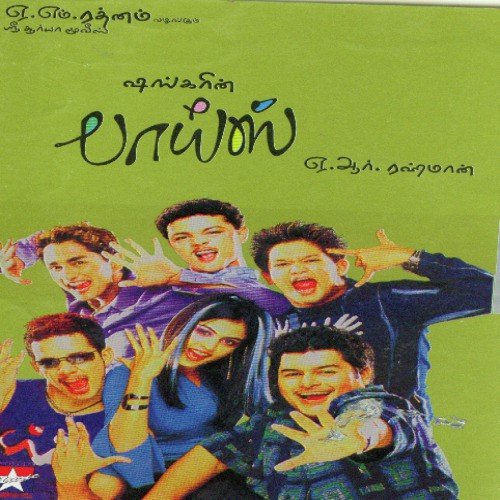 ஏ.எம்.ரத்னம் வழங்கும்
ஸ்ரீ சூர்யா மூவிஸ்
ஷங்கரின்
பாய்ஸ்
ஏ.ஆர். ரஹ்மான்